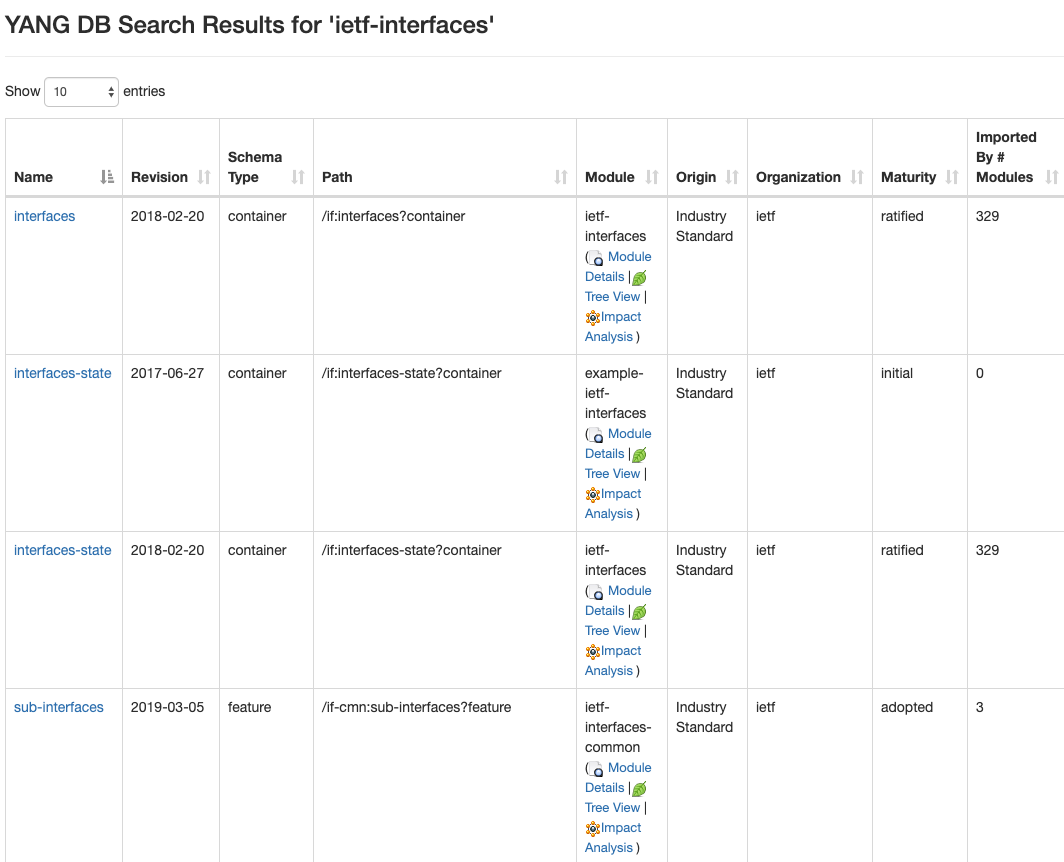 YANG DB Search Results for 'ietf-interfaces'
Show 10 entries
Name Revision Schema Type Path Module Origin Organization Maturity Imported By # Modules
interfaces 2018-02-20 container /if:interfaces?container ietf-interfaces ( Module Details | Tree View | Impact Analysis ) Industry Standard ietf ratified 329
interfaces-state 2017-06-27 container /if:interfaces-state?container example-ietf-interfaces ( Module Details | Tree View | Impact Analysis ) Industry Standard ietf initial 0
interfaces-state 2018-02-20 container /if:interfaces-state?container ietf-interfaces ( Module Details | Tree View | Impact Analysis ) Industry Standard ietf ratified 329
sub-interfaces 2019-03-05 feature /if-cmn:sub-interfaces?feature ietf-interfaces-common ( Module Details | Tree View | Impact Analysis ) Industry Standard ietf adopted 3